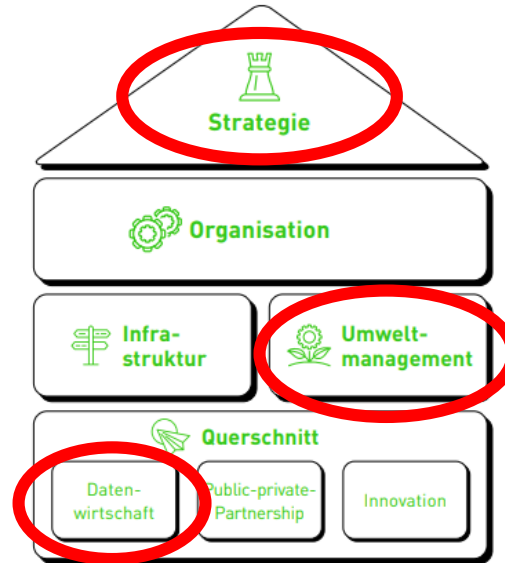 Strategie
Organisation
Infra-
struktur
Umwelt-
management
Querschnitt
Daten-
wirtschaft
Public-private-
Partnership
Innovation